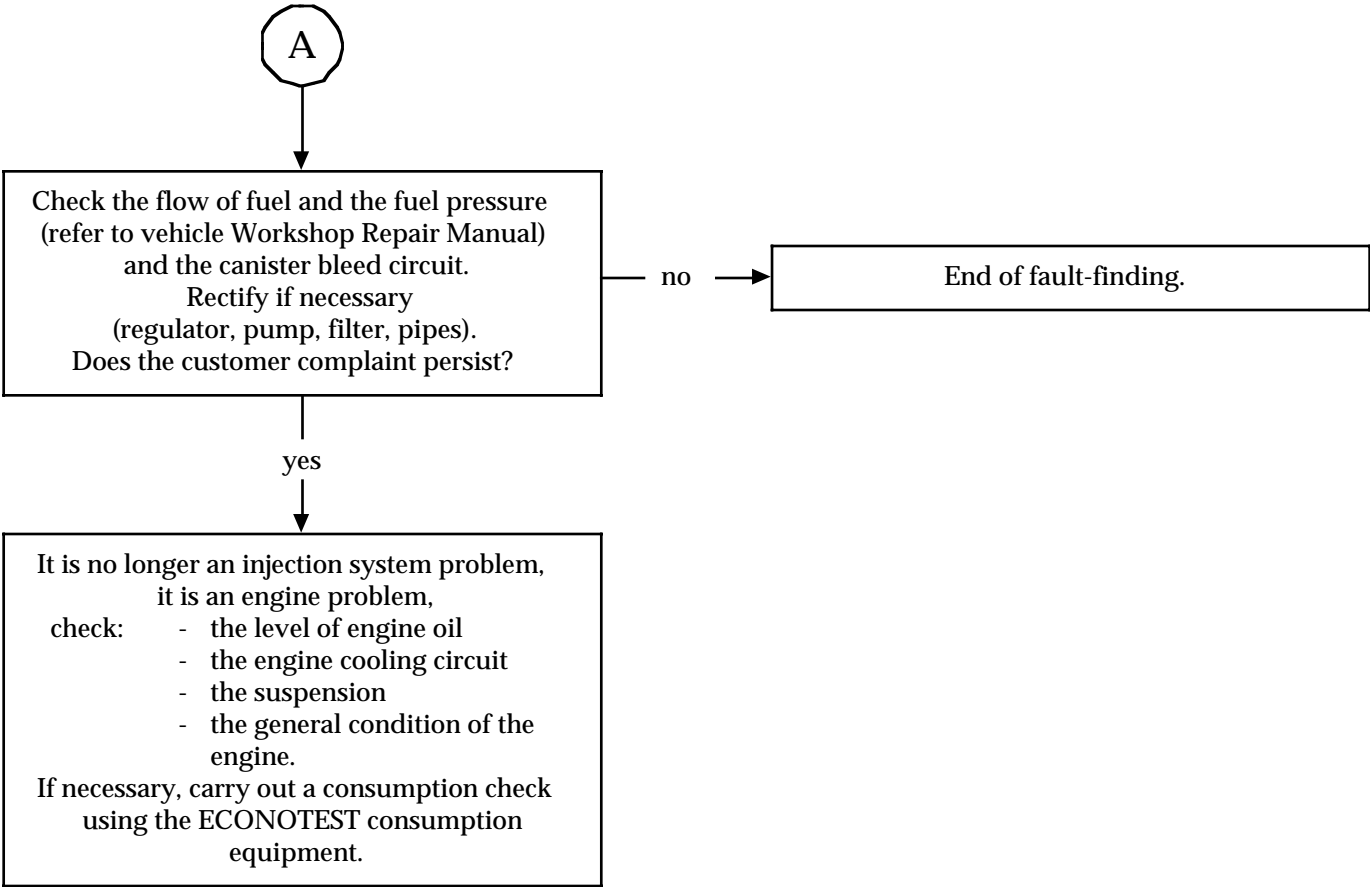 A
Check the flow of fuel and the fuel pressure
(refer to vehicle Workshop Repair Manual)
and the canister bleed circuit.
Rectify if necessary
(regulator, pump, filter, pipes).
Does the customer complaint persist?
no
End of fault-finding.
yes
It is no longer an injection system problem,
it is an engine problem,
check: - the level of engine oil
- the engine cooling circuit
- the suspension
- the general condition of the
engine.
If necessary, carry out a consumption check
using the ECONOTEST consumption
equipment.